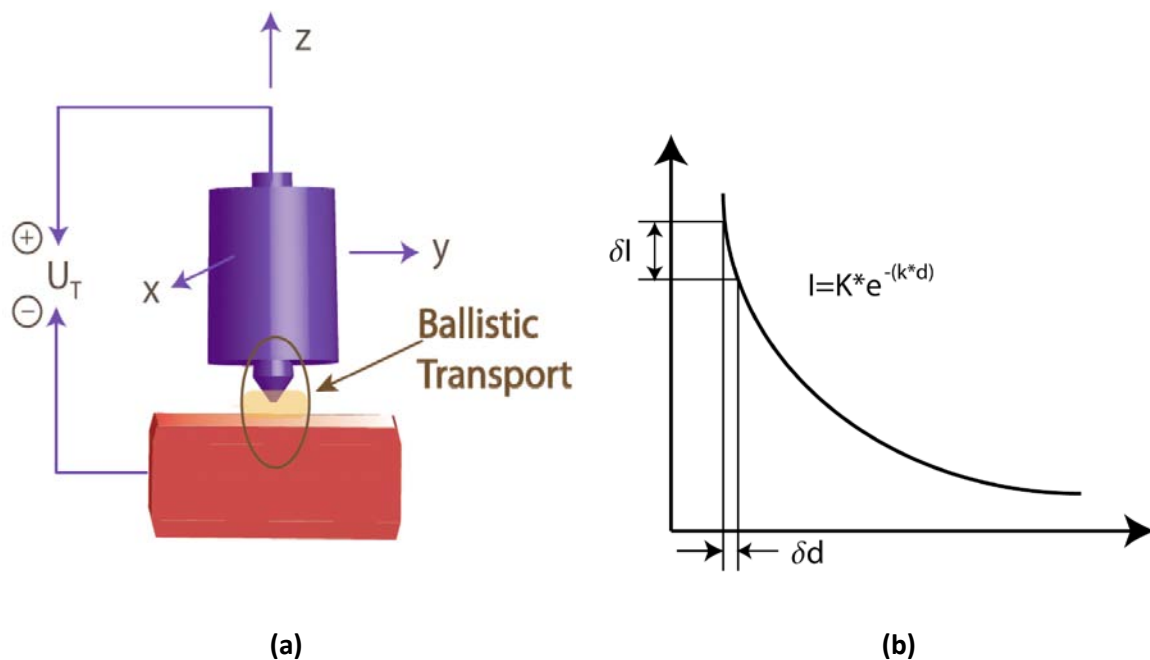 z
y
x
+
U_T
−
Ballistic
Transport
δI
I=K*e^-(k*d)
δd
(a)
(b)